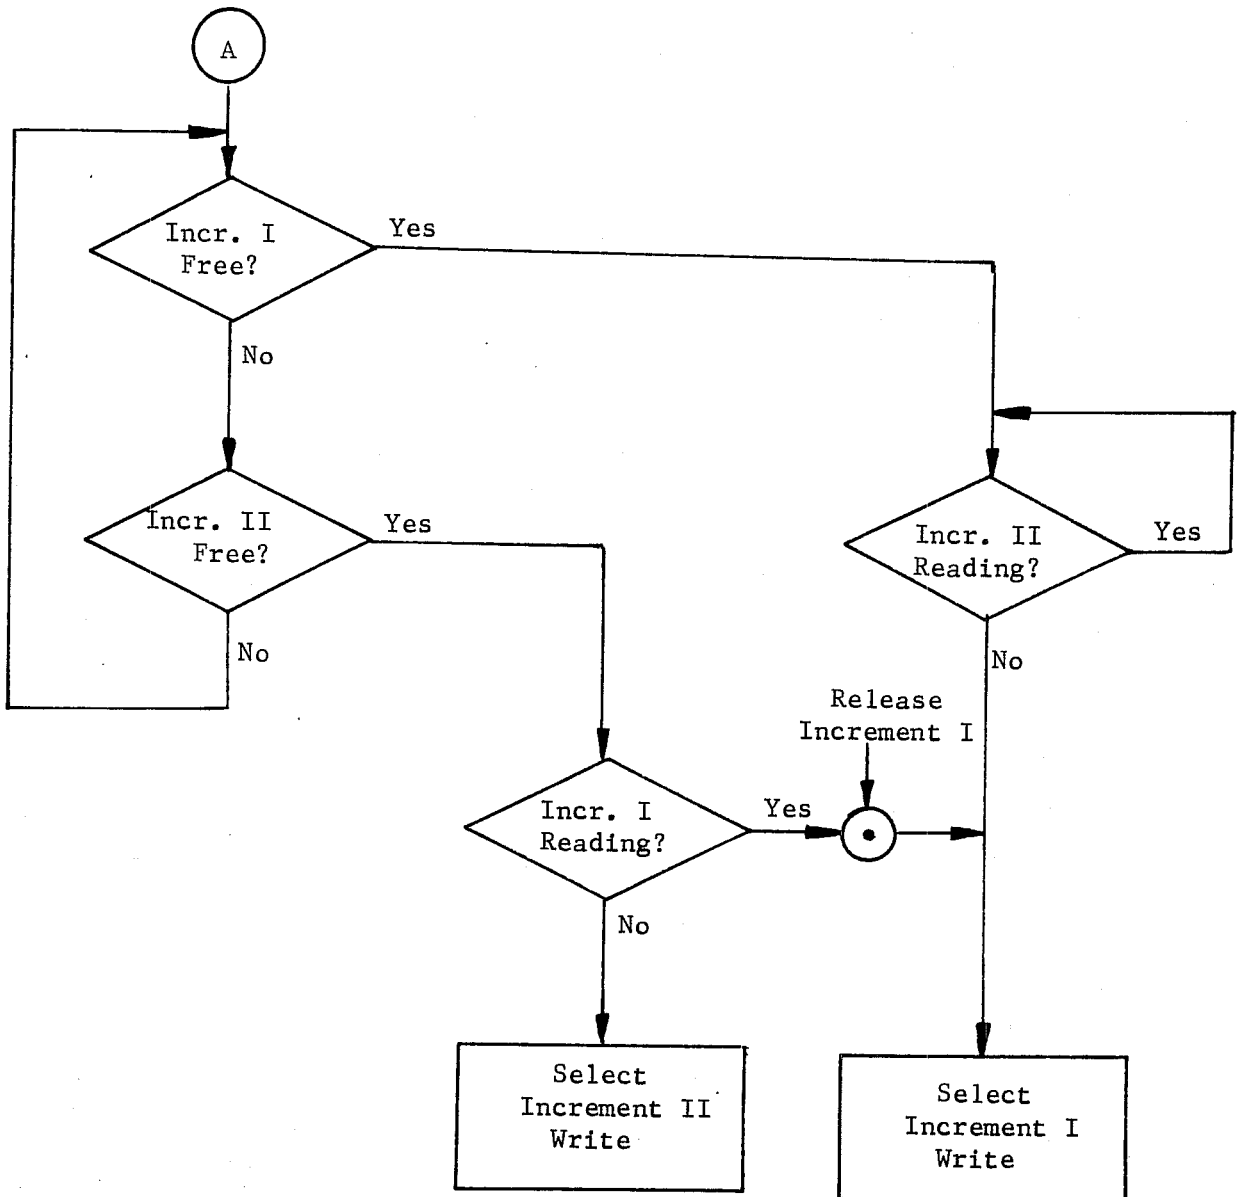 A
Incr. I
Free?
Yes
No
Incr. II
Free?
Yes
No
Incr. II
Reading?
Yes
No
Release
Increment I
Incr. I
Reading?
Yes
No
Select
Increment II
Write
Select
Increment I
Write